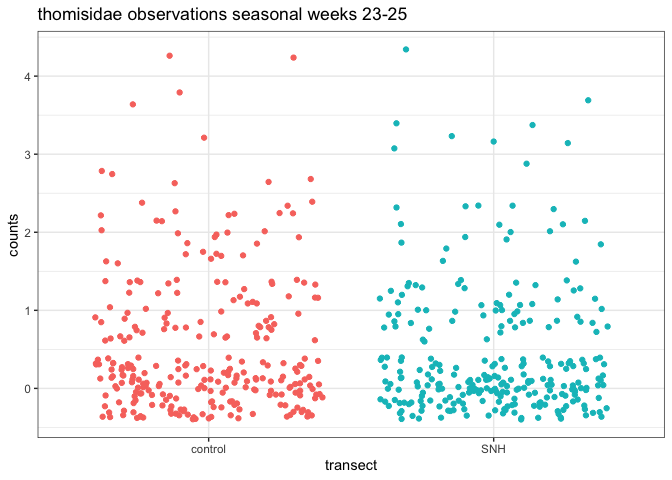 thomisidae observations seasonal weeks 23-25
counts
4
3
2
1
0
control SNH
transect